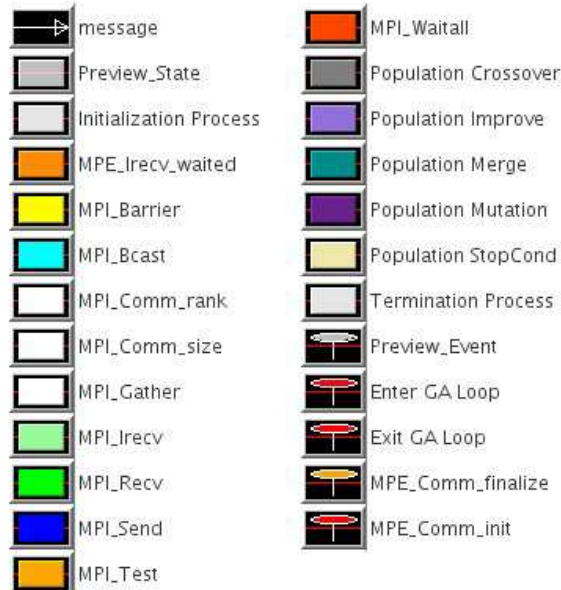 message
Preview_State
Initialization Process
MPE_Irecv_waited
MPI_Barrier
MPI_Bcast
MPI_Comm_rank
MPI_Comm_size
MPI_Gather
MPI_Irecv
MPI_Recv
MPI_Send
MPI_Test
MPI_Waitall
Population Crossover
Population Improve
Population Merge
Population Mutation
Population StopCond
Termination Process
Preview_Event
Enter GA Loop
Exit GA Loop
MPE_Comm_finalize
MPE_Comm_init